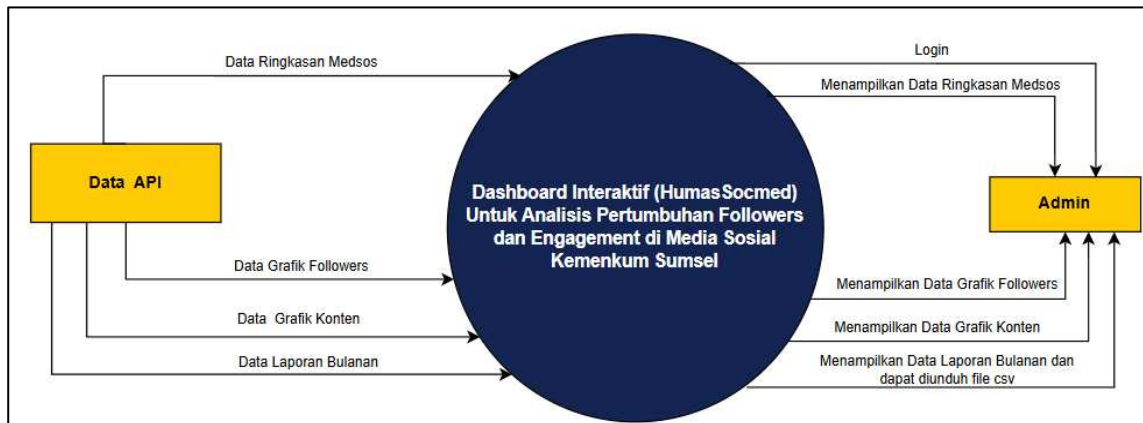 Data Ringkasan Medsos
Login
Menampilkan Data Ringkasan Medsos
Data API
Dashboard Interaktif (HumasSocmed)
Untuk Analisis Pertumbuhan Followers
dan Engagement di Media Sosial
Kemenkum Sumsel
Admin
Data Grafik Followers
Menampilkan Data Grafik Followers
Data Grafik Konten
Menampilkan Data Grafik Konten
Data Laporan Bulanan
Menampilkan Data Laporan Bulanan dan
dapat diunduh file csv